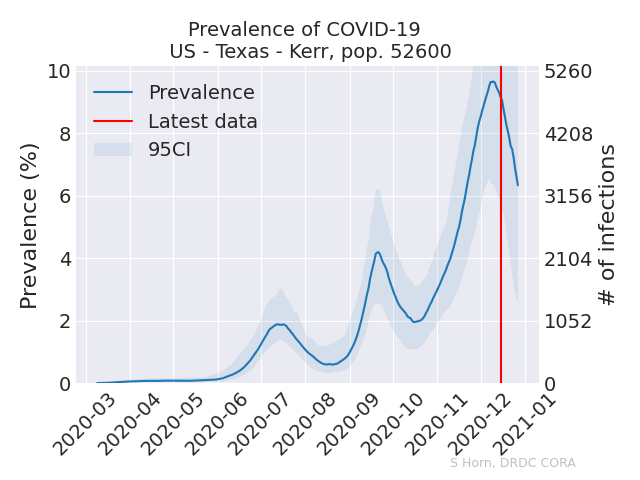 Prevalence of COVID-19
US - Texas - Kerr, pop. 52600
Prevalence (%)
10
8
6
4
2
0
Prevalence
Latest data
95CI
5260
4208
3156
2104
1052
0
# of infections
2020-03
2020-04
2020-05
2020-06
2020-07
2020-08
2020-09
2020-10
2020-11
2020-12
2021-01
S Horn, DRDC CORA